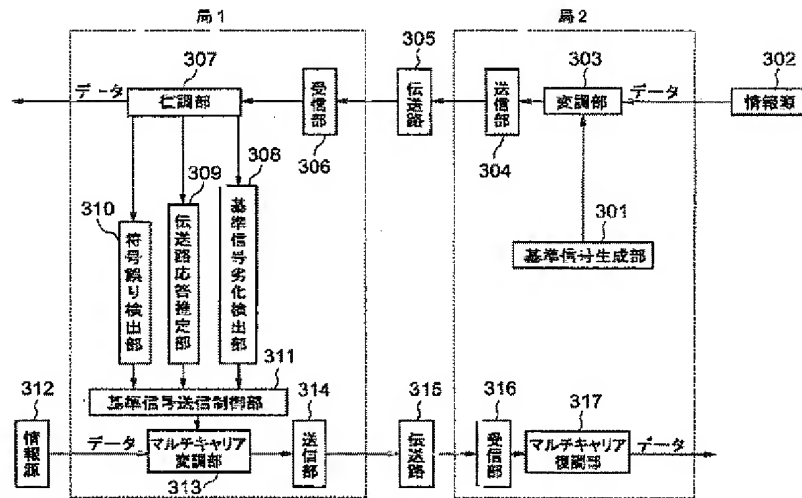 局1
局2
307
305
303
302
データ
仁調部
受信部
306
伝送路
送信部
304
変調部
データ
情報源
308
309
310
301
符号誤り検出部
伝送路応答推定部
基準信号劣化検出部
基準信号生成部
311
312
基準信号送信制御部
314
315
316
317
情報源
データ
マルチキャリア
変調部
313
送信部
伝送路
受信部
マルチキャリア
復調部
データ